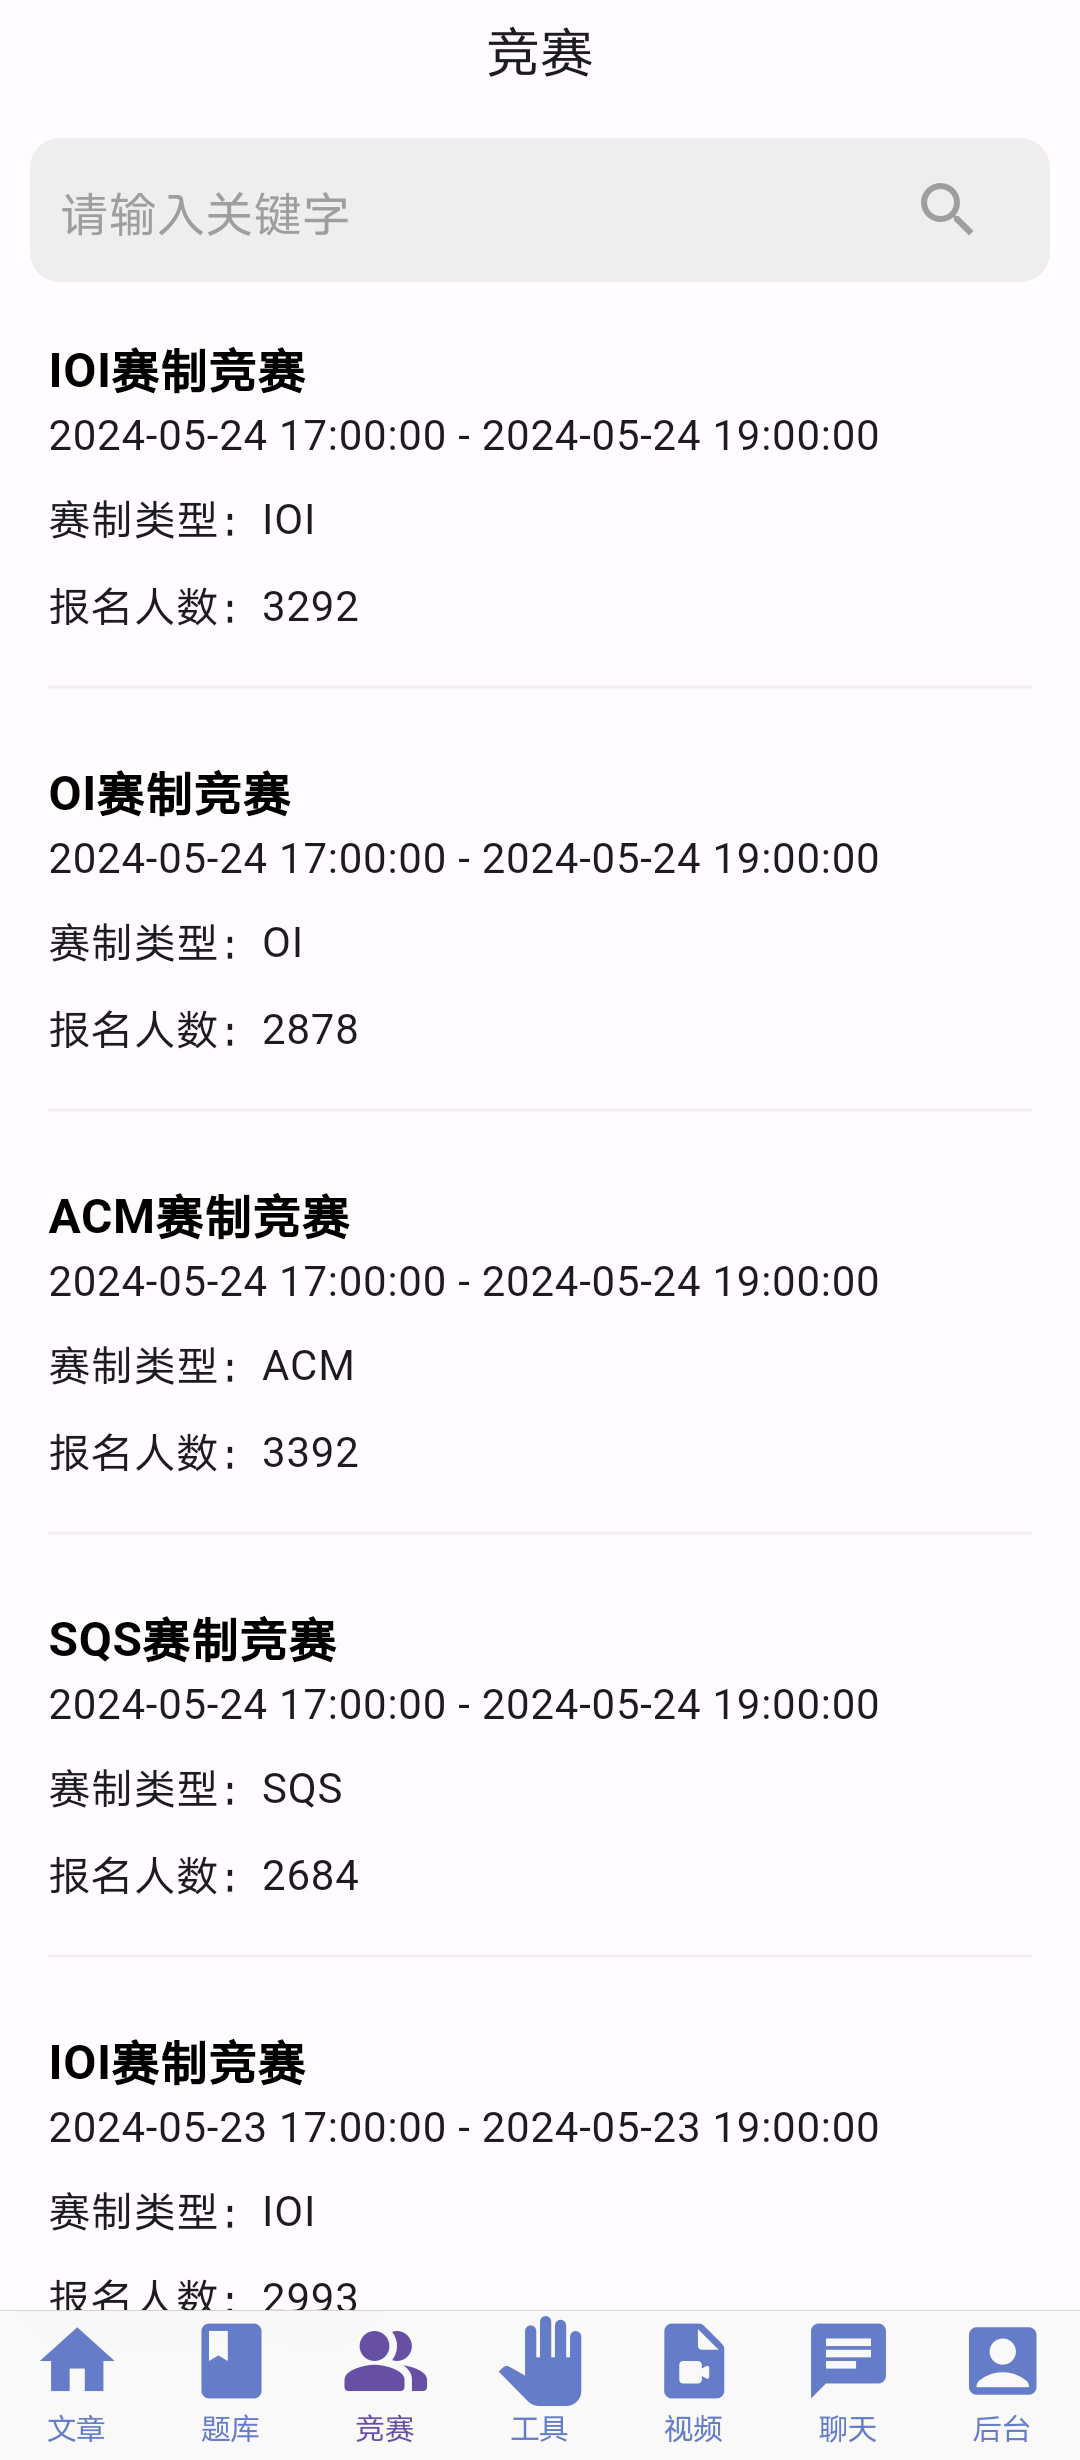 竞赛
请输入关键字
IOI赛制竞赛
2024-05-24 17:00:00 - 2024-05-24 19:00:00
赛制类型：IOI
报名人数：3292
OI赛制竞赛
2024-05-24 17:00:00 - 2024-05-24 19:00:00
赛制类型：OI
报名人数：2878
ACM赛制竞赛
2024-05-24 17:00:00 - 2024-05-24 19:00:00
赛制类型：ACM
报名人数：3392
SQS赛制竞赛
2024-05-24 17:00:00 - 2024-05-24 19:00:00
赛制类型：SQS
报名人数：2684
IOI赛制竞赛
2024-05-23 17:00:00 - 2024-05-23 19:00:00
赛制类型：IOI
报名人数：2993
文章 题库 竞赛 工具 视频 聊天 后台